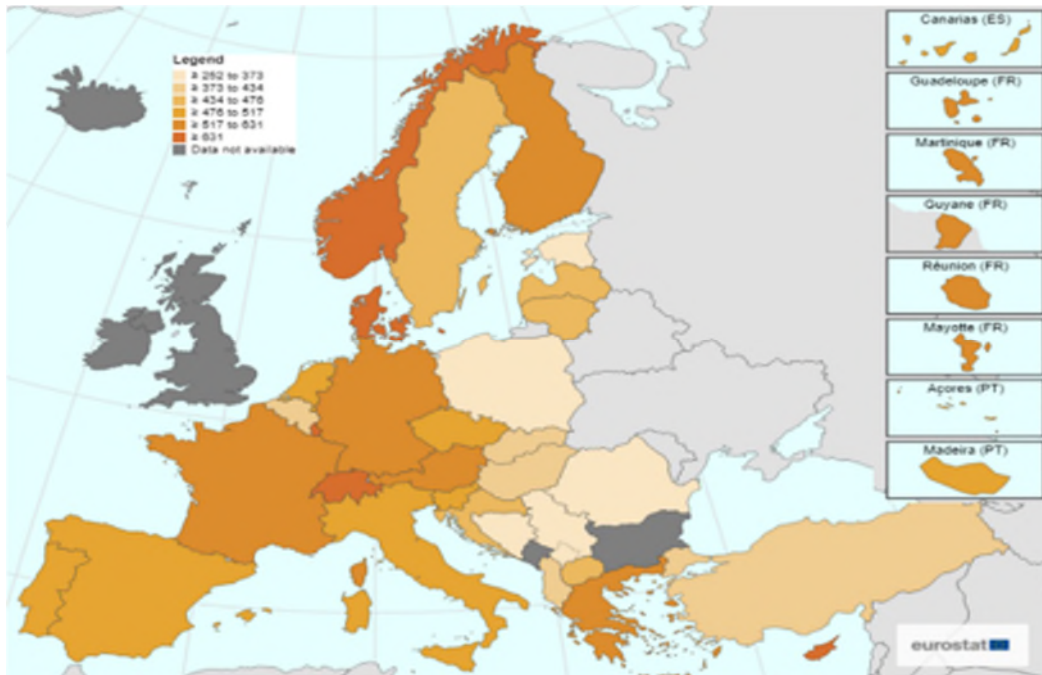 Legend
≥ 262 to 373
≥ 373 to 434
≥ 434 to 476
≥ 476 to 517
≥ 517 to 631
≥ 631
Data not available
Canarias (ES)
Guadeloupe (FR)
Martinique (FR)
Guyane (FR)
Réunion (FR)
Mayotte (FR)
Açores (PT)
Madeira (PT)
eurostat